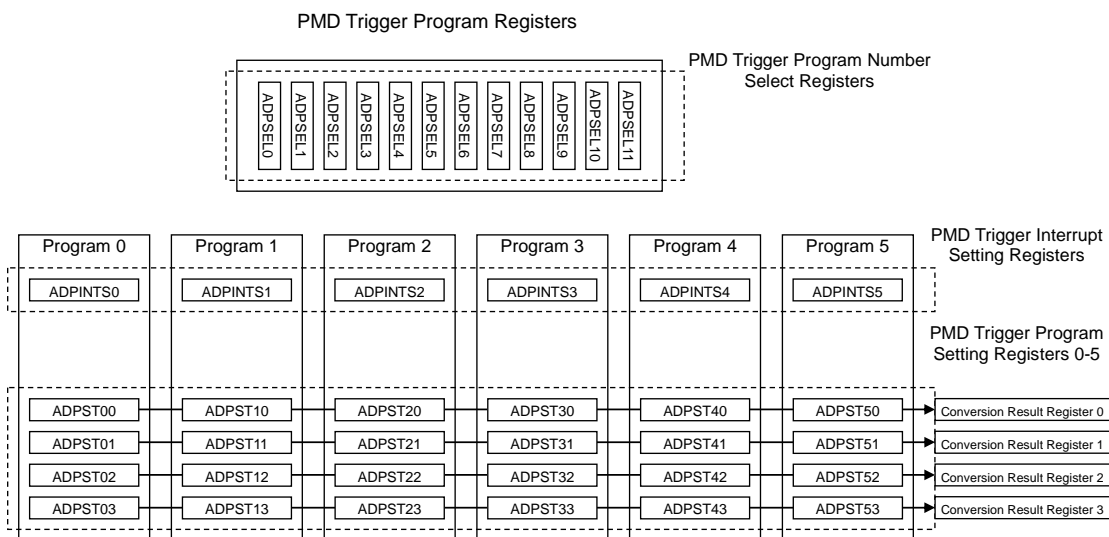 PMD Trigger Program Registers
PMD Trigger Program Number
Select Registers
ADPSEL0
ADPSEL1
ADPSEL2
ADPSEL3
ADPSEL4
ADPSEL5
ADPSEL6
ADPSEL7
ADPSEL8
ADPSEL9
ADPSEL10
ADPSEL11
Program 0
Program 1
Program 2
Program 3
Program 4
Program 5
PMD Trigger Interrupt
Setting Registers
ADPINTS0
ADPINTS1
ADPINTS2
ADPINTS3
ADPINTS4
ADPINTS5
PMD Trigger Program
Setting Registers 0-5
ADPST00
ADPST10
ADPST20
ADPST30
ADPST40
ADPST50
Conversion Result Register 0
ADPST01
ADPST11
ADPST21
ADPST31
ADPST41
ADPST51
Conversion Result Register 1
ADPST02
ADPST12
ADPST22
ADPST32
ADPST42
ADPST52
Conversion Result Register 2
ADPST03
ADPST13
ADPST23
ADPST33
ADPST43
ADPST53
Conversion Result Register 3